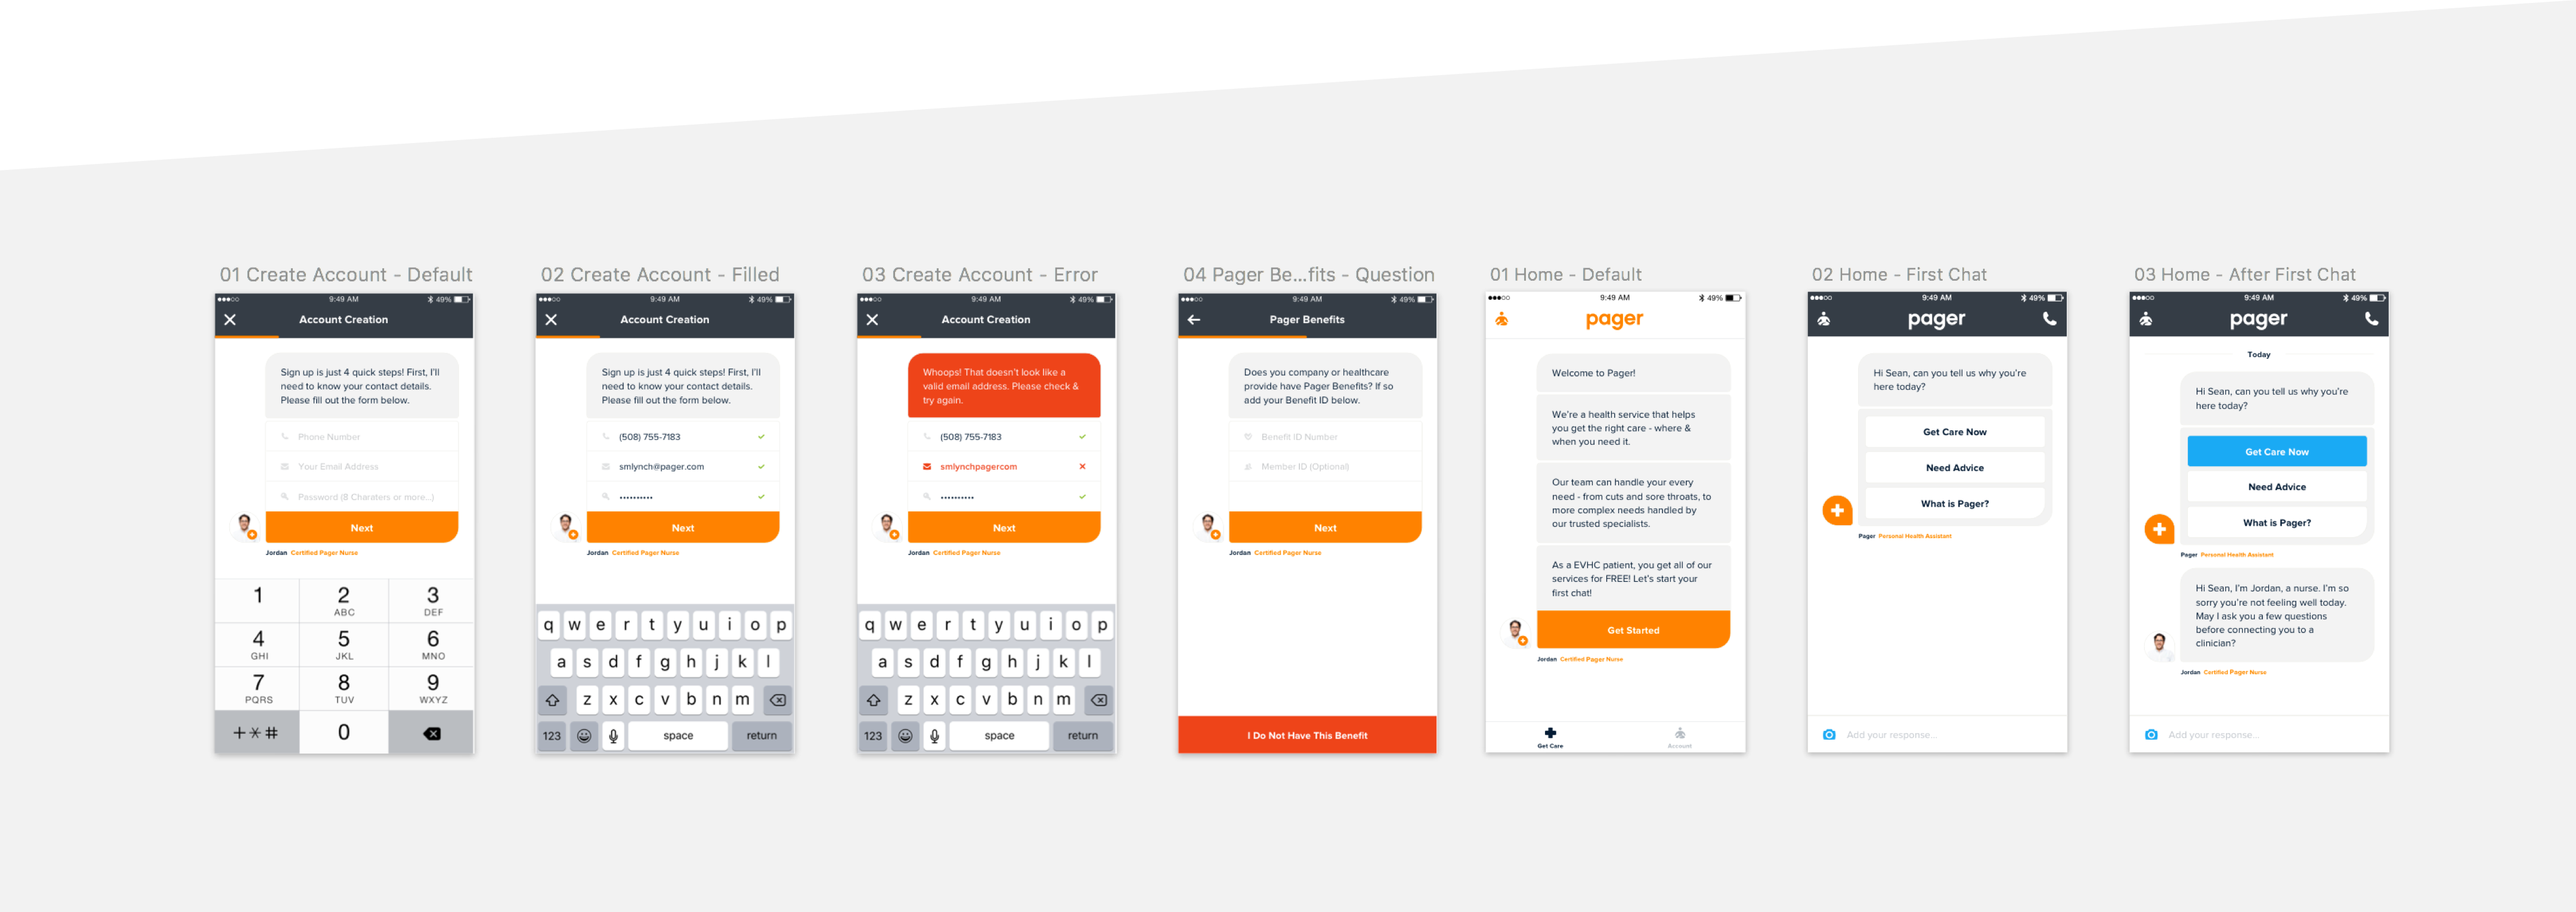 01 Create Account - Default
9:49 AM
49%
Account Creation
Sign up is just 4 quick steps! First, I'll
need to know your contact details.
Please fill out the form below.
Phone Number
Your Email Address
Password (8 Charaters or more...)
Next
Jordan Certified Pager Nurse
1
2
ABC
3
DEF
4
GHI
5
JKL
6
MNO
7
PQRS
8
TUV
9
WXYZ
+*#
0
02 Create Account - Filled
9:49 AM
49%
Account Creation
Sign up is just 4 quick steps! First, I'll
need to know your contact details.
Please fill out the form below.
(508) 755-7183
smlynch@pager.com
••••••••••
Next
Jordan Certified Pager Nurse
q w e r t y u i o p
a s d f g h j k l
z x c v b n m
123 space return
03 Create Account - Error
9:49 AM
49%
Account Creation
Whoops! That doesn't look like a
valid email address. Please check &
try again.
(508) 755-7183
smlynchpagercom
••••••••••
Next
Jordan Certified Pager Nurse
q w e r t y u i o p
a s d f g h j k l
z x c v b n m
123 space return
04 Pager Be...fits - Question
9:49 AM
49%
Pager Benefits
Does you company or healthcare
provide have Pager Benefits? If so
add your Benefit ID below.
Benefit ID Number
Member ID (Optional)
Next
Jordan Certified Pager Nurse
I Do Not Have This Benefit
01 Home - Default
9:49 AM
49%
pager
Welcome to Pager!
We're a health service that helps
you get the right care - where &
when you need it.
Our team can handle your every
need - from cuts and sore throats, to
more complex needs handled by
our trusted specialists.
As a EVHC patient, you get all of our
services for FREE! Let's start your
first chat!
Get Started
Jordan Certified Pager Nurse
Get Care
Account
02 Home - First Chat
9:49 AM
49%
pager
Hi Sean, can you tell us why you're
here today?
Get Care Now
Need Advice
What is Pager?
Pager Personal Health Assistant
Add your response...
03 Home - After First Chat
9:49 AM
49%
pager
Today
Hi Sean, can you tell us why you're
here today?
Get Care Now
Need Advice
What is Pager?
Pager Personal Health Assistant
Hi Sean, I'm Jordan, a nurse. I'm so
sorry you're not feeling well today.
May I ask you a few questions
before connecting you to a
clinician?
Jordan Certified Pager Nurse
Add your response...